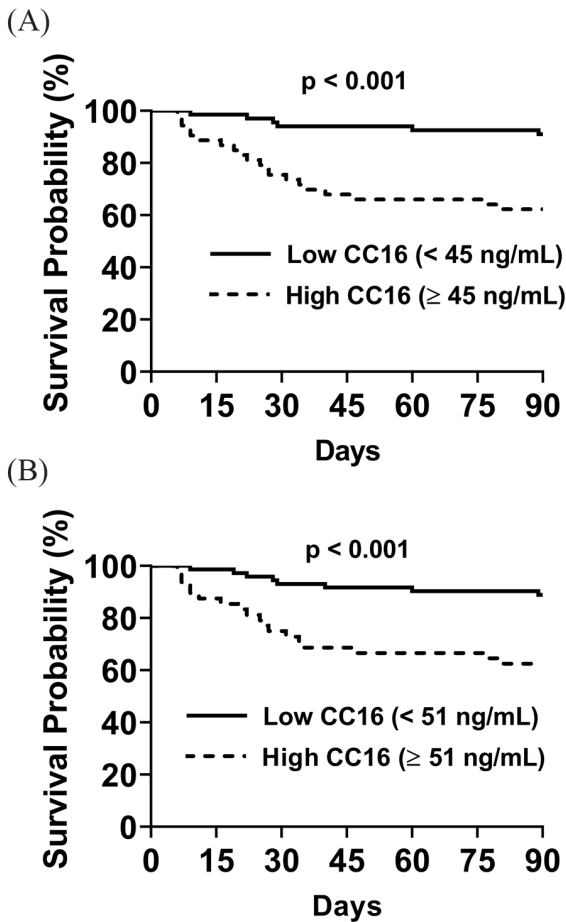 (A)
p < 0.001
Survival Probability (%)
100
80
60
40
20
0
Low CC16 (< 45 ng/mL)
High CC16 (≥ 45 ng/mL)
0 15 30 45 60 75 90
Days
(B)
p < 0.001
Survival Probability (%)
100
80
60
40
20
0
Low CC16 (< 51 ng/mL)
High CC16 (≥ 51 ng/mL)
0 15 30 45 60 75 90
Days